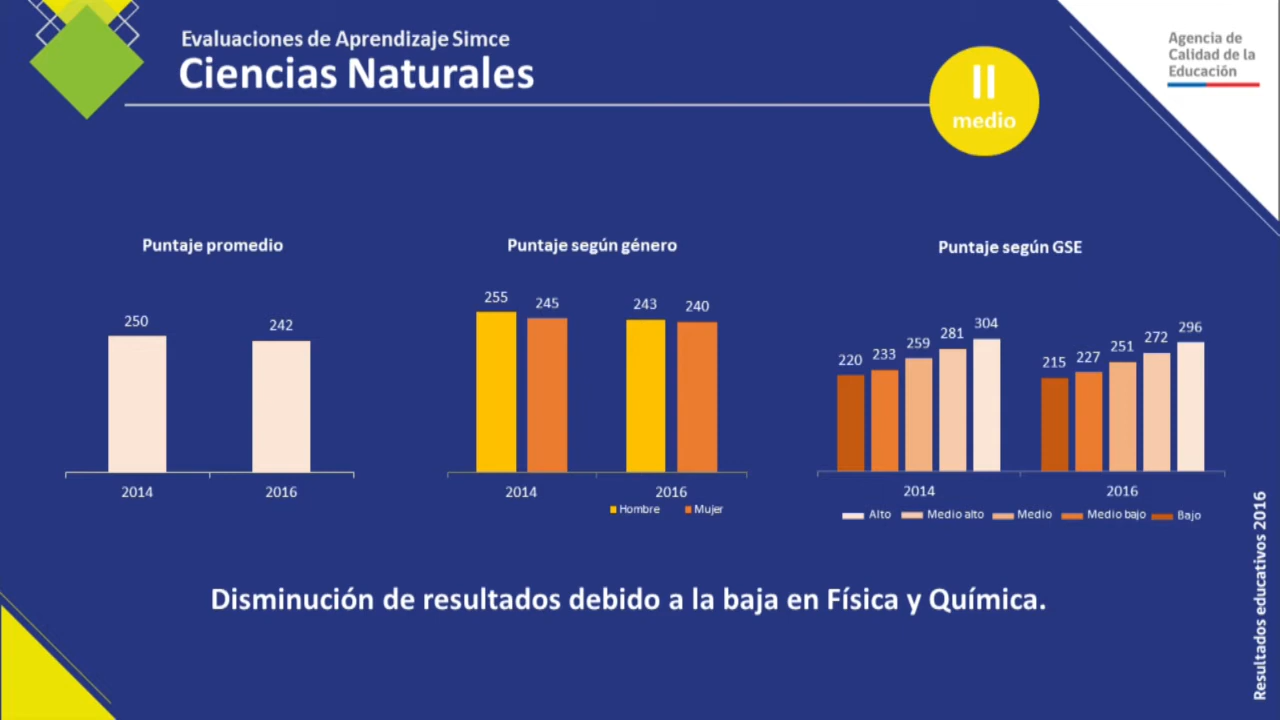 Evaluaciones de Aprendizaje Simce
Ciencias Naturales
II
medio
Agencia de
Calidad de la
Educación
Puntaje promedio
250
242
2014
2016
Puntaje según género
255
245
243
240
2014
2016
Hombre
Mujer
Puntaje según GSE
220
233
259
281
304
215
227
251
272
296
2014
2016
Alto
Medio alto
Medio
Medio bajo
Bajo
Disminución de resultados debido a la baja en Física y Química.
Resultados educativos 2016